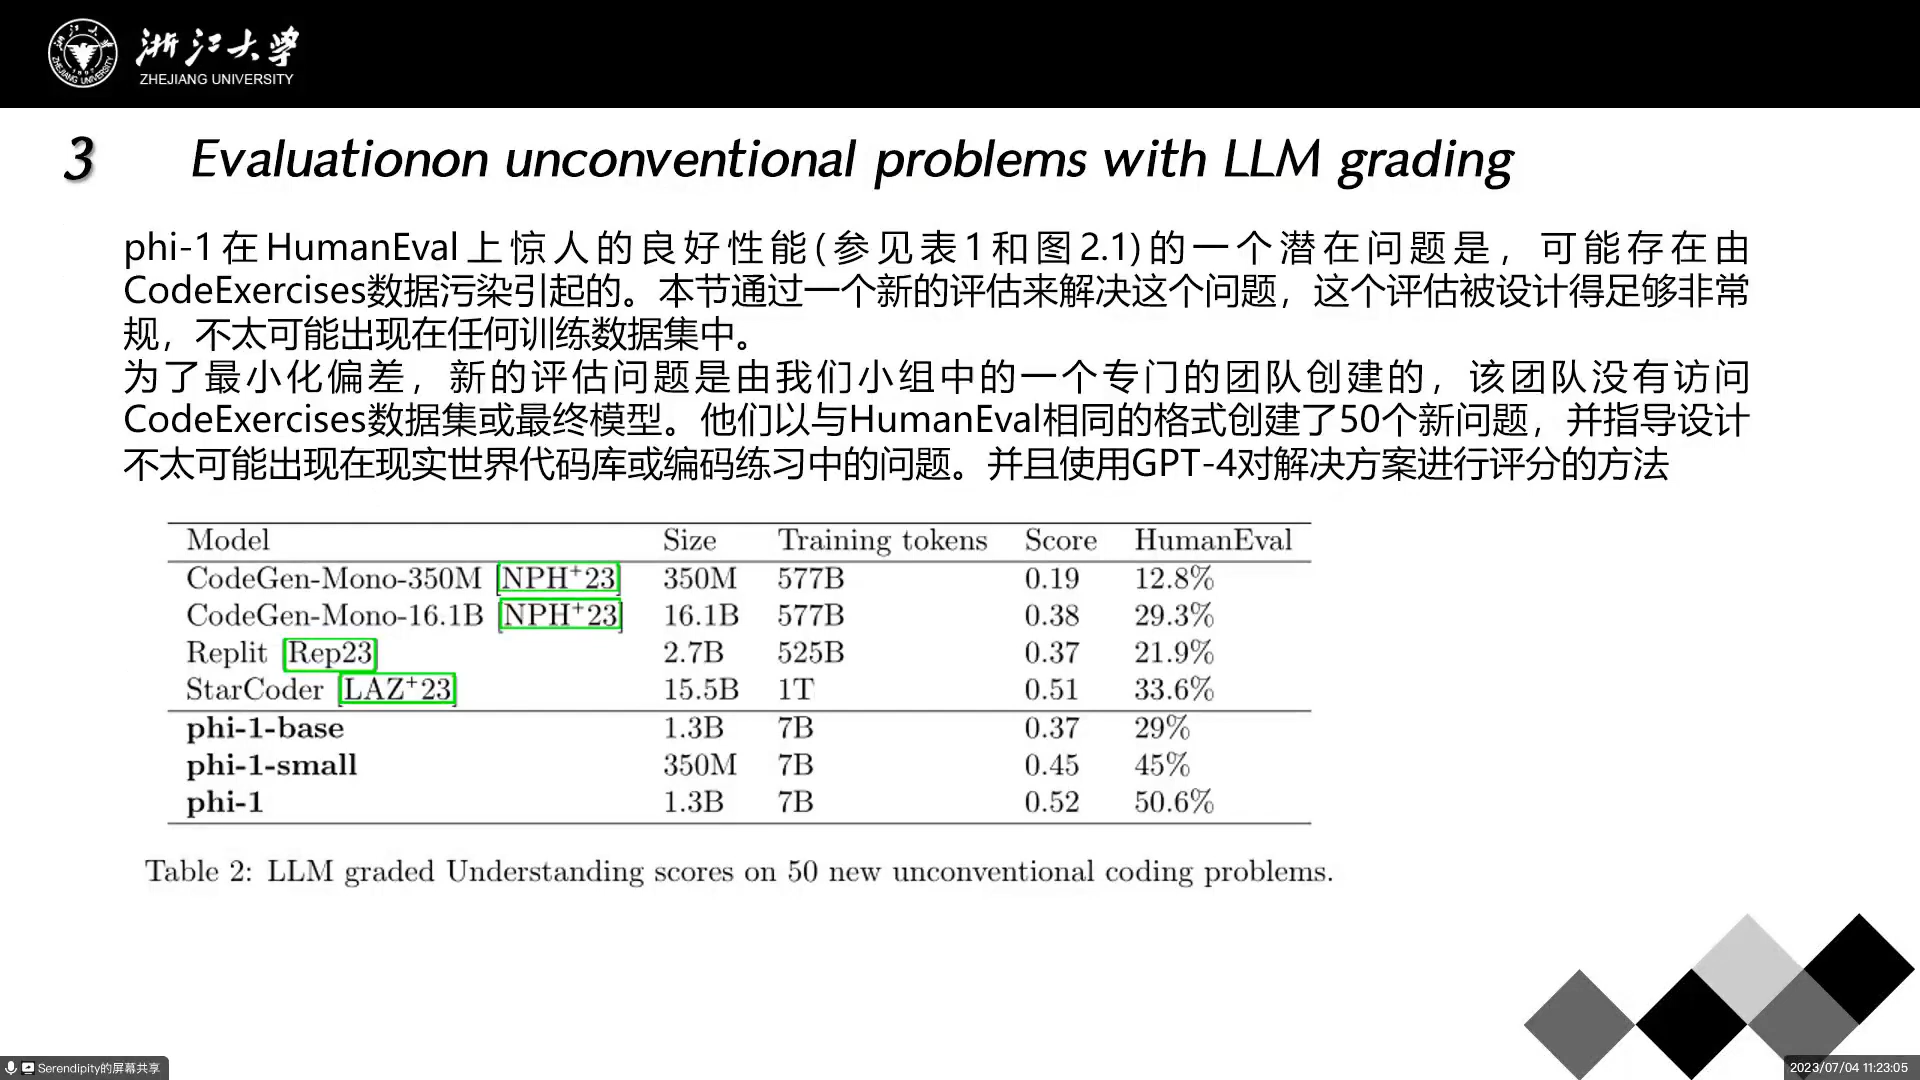 浙江大学
ZHEJIANG UNIVERSITY
3 Evaluationon unconventional problems with LLM grading
phi-1在HumanEval上惊人的良好性能(参见表1和图2.1)的一个潜在问题是，可能存在由
CodeExercises数据污染引起的。本节通过一个新的评估来解决这个问题，这个评估被设计得足够非常
规，不太可能出现在任何训练数据集中。
为了最小化偏差，新的评估问题是由我们小组中的一个专门的团队创建的，该团队没有访问
CodeExercises数据集或最终模型。他们以与HumanEval相同的格式创建了50个新问题，并指导设计
不太可能出现在现实世界代码库或编码练习中的问题。并且使用GPT-4对解决方案进行评分的方法
Model Size Training tokens Score HumanEval
CodeGen-Mono-350M [NPH+23] 350M 577B 0.19 12.8%
CodeGen-Mono-16.1B [NPH+23] 16.1B 577B 0.38 29.3%
Replit [Rep23] 2.7B 525B 0.37 21.9%
StarCoder [LAZ+23] 15.5B 1T 0.51 33.6%
phi-1-base 1.3B 7B 0.37 29%
phi-1-small 350M 7B 0.45 45%
phi-1 1.3B 7B 0.52 50.6%
Table 2: LLM graded Understanding scores on 50 new unconventional coding problems.
Serendipity的屏幕共享
2023/07/04 11:23:05